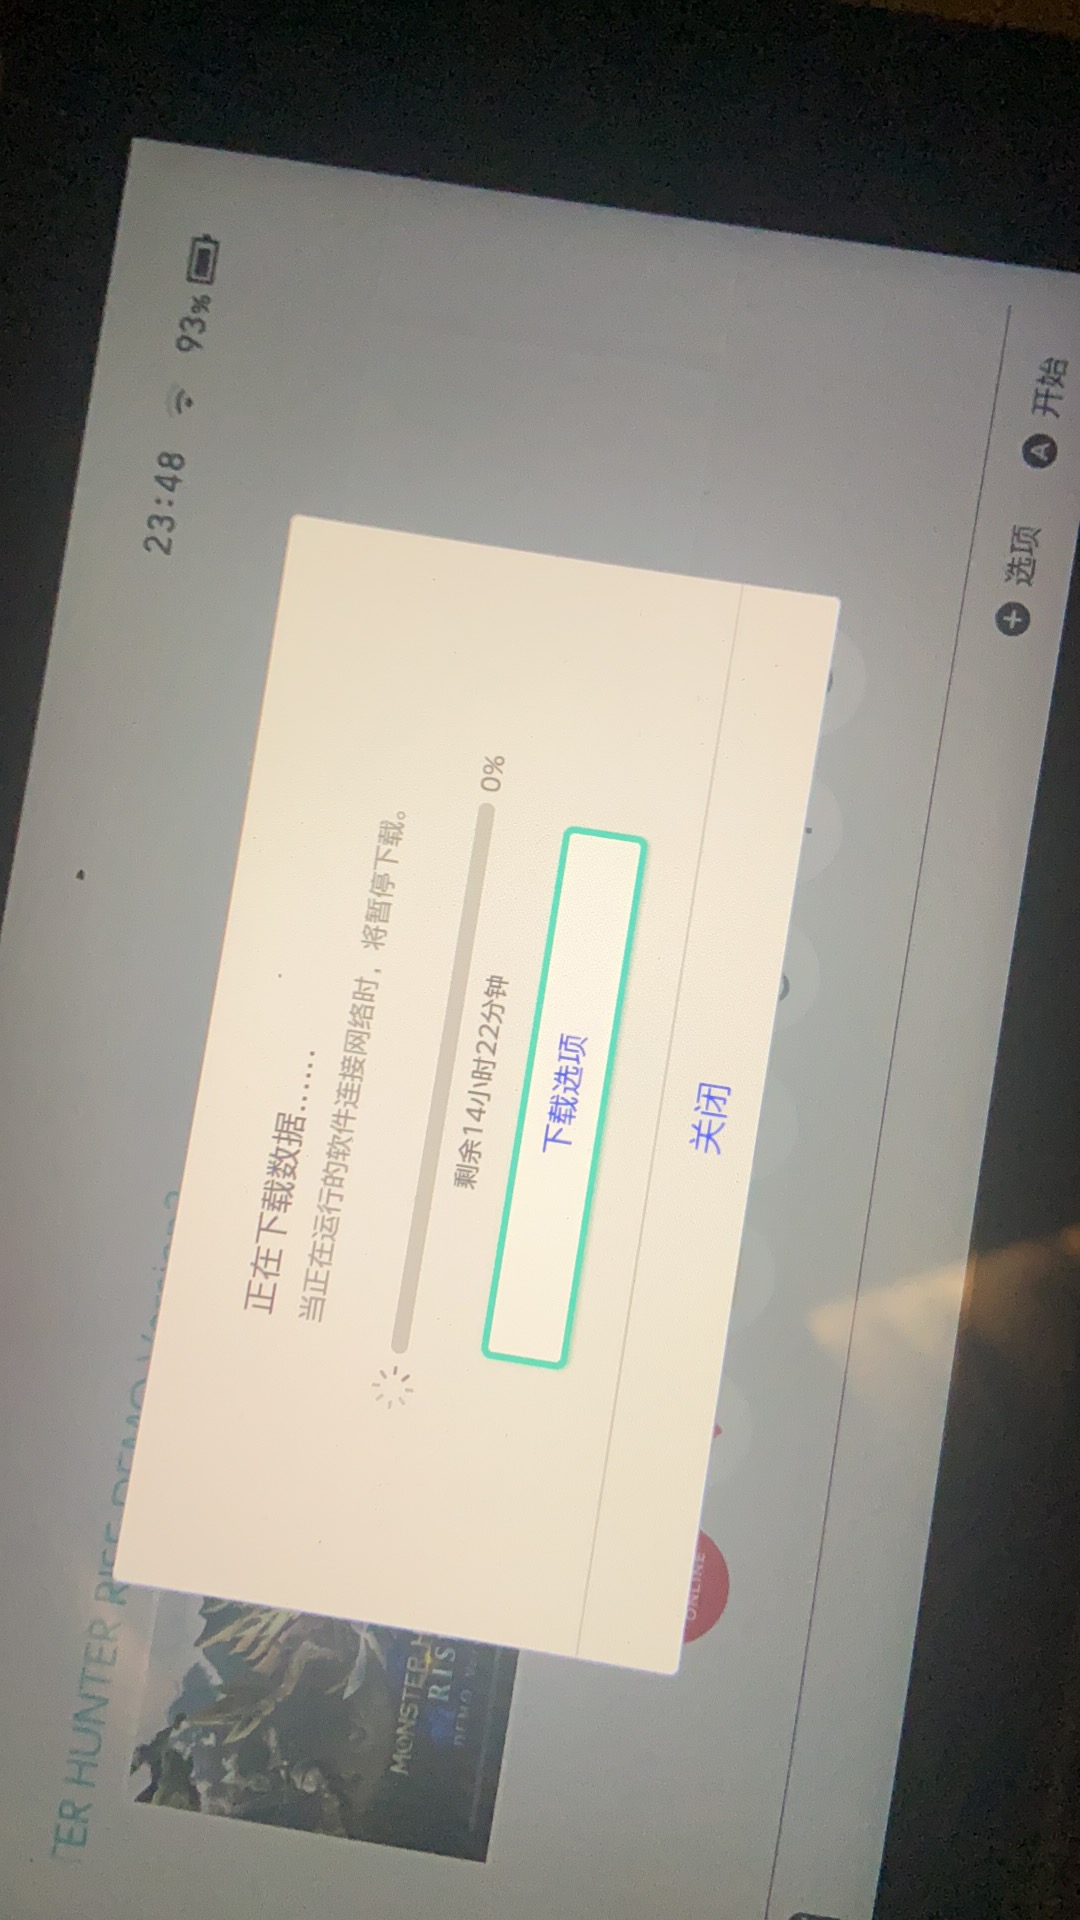 23:48 93%
TER HUNTER RISE DEMO Version2
正在下载数据……
当正在运行的软件连接网络时，将暂停下载。
0%
剩余14小时22分钟
下载选项
关闭
MONSTER H
RIS
DEMO
ONLINE
+ 选项 A 开始